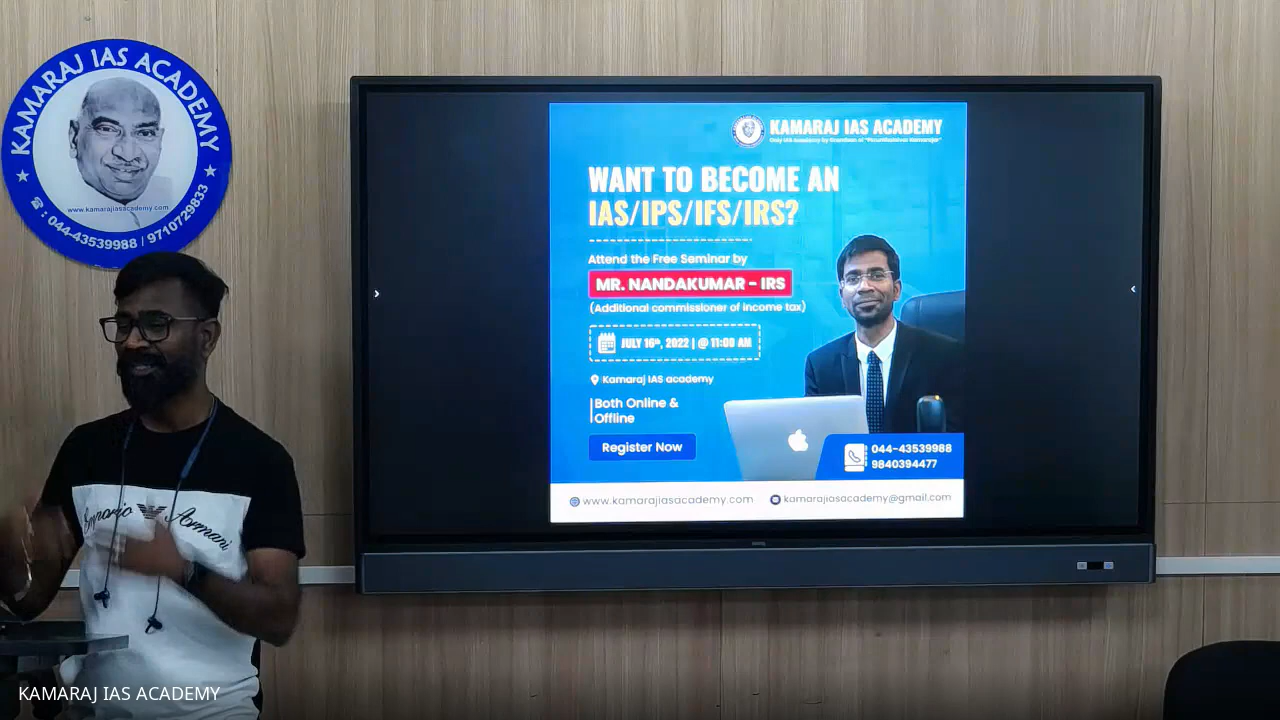 KAMARAJ IAS ACADEMY
www.kamarajiasacademy.com
044-43539988 / 9710729833
KAMARAJ IAS ACADEMY
WANT TO BECOME AN
IAS/IPS/IFS/IRS?
Attend the Free Seminar by
MR. NANDAKUMAR - IRS
(Additional commissioner of income tax)
JULY 16th, 2022 | @ 11:00 AM
Kamaraj IAS academy
Both Online &
Offline
Register Now
044-43539988
9840394477
www.kamarajiasacademy.com
kamarajiasacademy@gmail.com
Emporio Armani
KAMARAJ IAS ACADEMY